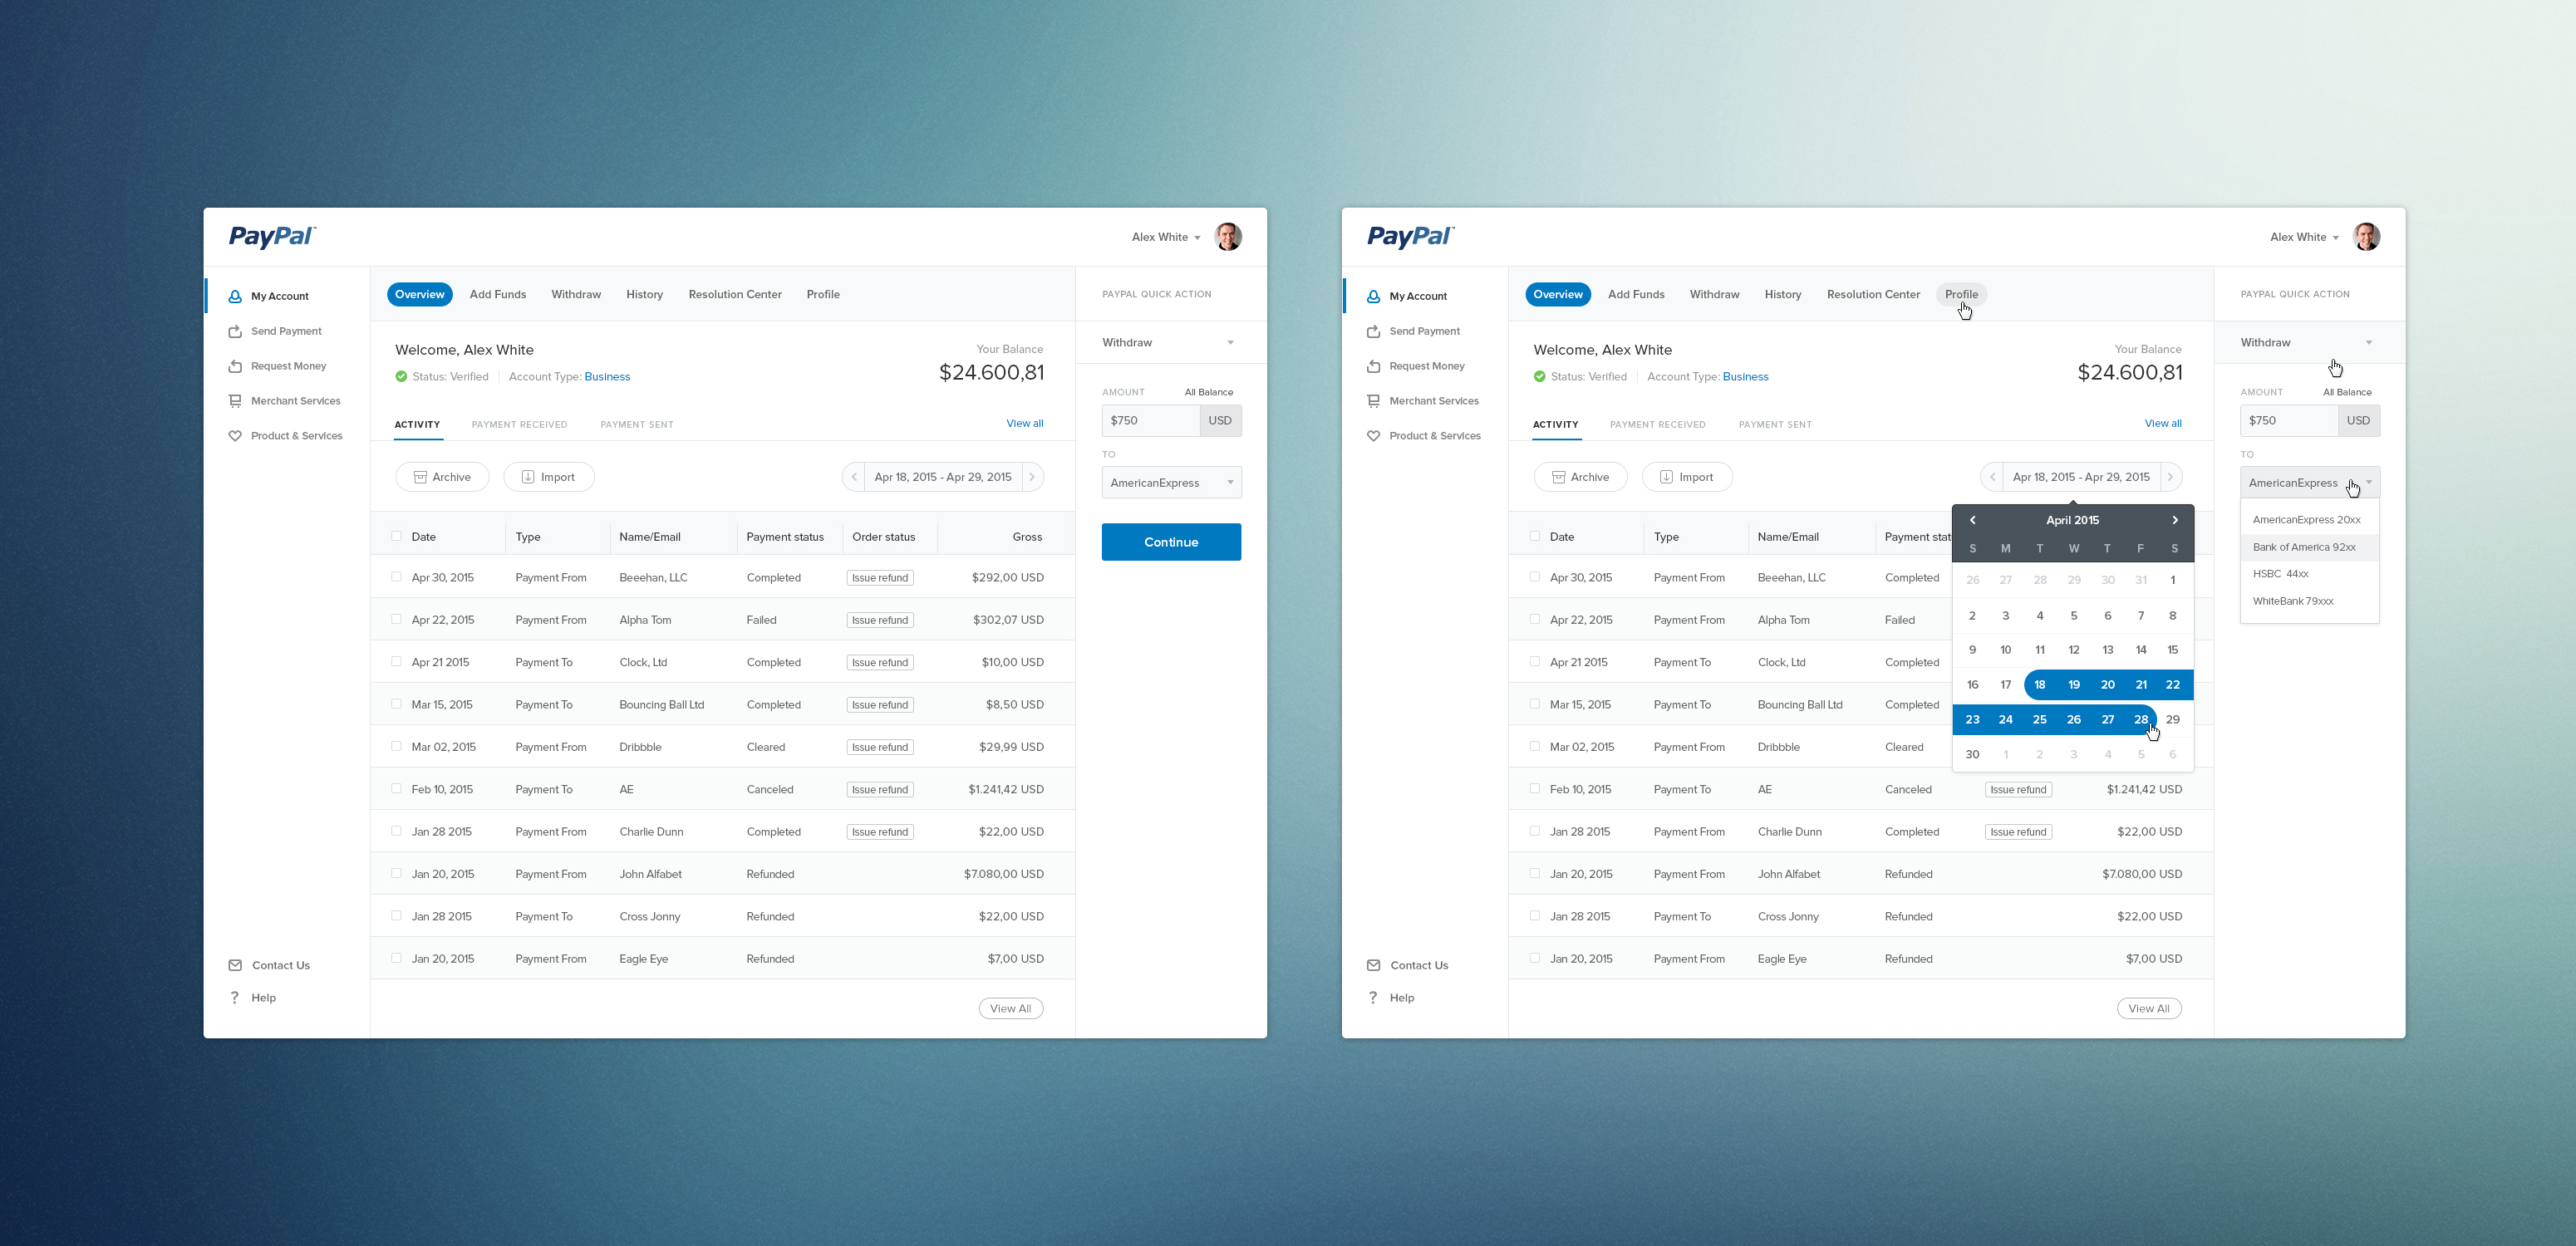 PayPal™
Alex White
My Account
Send Payment
Request Money
Merchant Services
Product & Services
Contact Us
? Help
Overview Add Funds Withdraw History Resolution Center Profile
Welcome, Alex White
Status: Verified Account Type: Business
Your Balance
$24.600,81
ACTIVITY PAYMENT RECEIVED PAYMENT SENT View all
Archive Import Apr 18, 2015 - Apr 29, 2015
Date Type Name/Email Payment status Order status Gross
Apr 30, 2015 Payment From Beeehan, LLC Completed Issue refund $292,00 USD
Apr 22, 2015 Payment From Alpha Tom Failed Issue refund $302,07 USD
Apr 21 2015 Payment To Clock, Ltd Completed Issue refund $10,00 USD
Mar 15, 2015 Payment To Bouncing Ball Ltd Completed Issue refund $8,50 USD
Mar 02, 2015 Payment From Dribbble Cleared Issue refund $29,99 USD
Feb 10, 2015 Payment To AE Canceled Issue refund $1.241,42 USD
Jan 28 2015 Payment From Charlie Dunn Completed Issue refund $22,00 USD
Jan 20, 2015 Payment From John Alfabet Refunded $7.080,00 USD
Jan 28 2015 Payment To Cross Jonny Refunded $22,00 USD
Jan 20, 2015 Payment From Eagle Eye Refunded $7,00 USD
View All
PAYPAL QUICK ACTION
Withdraw
AMOUNT All Balance
$750 USD
TO
AmericanExpress
Continue
PayPal™
Alex White
My Account
Send Payment
Request Money
Merchant Services
Product & Services
Contact Us
? Help
Overview Add Funds Withdraw History Resolution Center Profile
Welcome, Alex White
Status: Verified Account Type: Business
Your Balance
$24.600,81
ACTIVITY PAYMENT RECEIVED PAYMENT SENT View all
Archive Import Apr 18, 2015 - Apr 29, 2015
Date Type Name/Email Payment stat
Apr 30, 2015 Payment From Beeehan, LLC Completed
Apr 22, 2015 Payment From Alpha Tom Failed
Apr 21 2015 Payment To Clock, Ltd Completed
Mar 15, 2015 Payment To Bouncing Ball Ltd Completed
Mar 02, 2015 Payment From Dribbble Cleared
Feb 10, 2015 Payment To AE Canceled Issue refund $1.241,42 USD
Jan 28 2015 Payment From Charlie Dunn Completed Issue refund $22,00 USD
Jan 20, 2015 Payment From John Alfabet Refunded $7.080,00 USD
Jan 28 2015 Payment To Cross Jonny Refunded $22,00 USD
Jan 20, 2015 Payment From Eagle Eye Refunded $7,00 USD
View All
April 2015
S M T W T F S
26 27 28 29 30 31 1
2 3 4 5 6 7 8
9 10 11 12 13 14 15
16 17 18 19 20 21 22
23 24 25 26 27 28 29
30 1 2 3 4 5 6
PAYPAL QUICK ACTION
Withdraw
AMOUNT All Balance
$750 USD
TO
AmericanExpress
AmericanExpress 20xx
Bank of America 92xx
HSBC 44xx
WhiteBank 79xxx